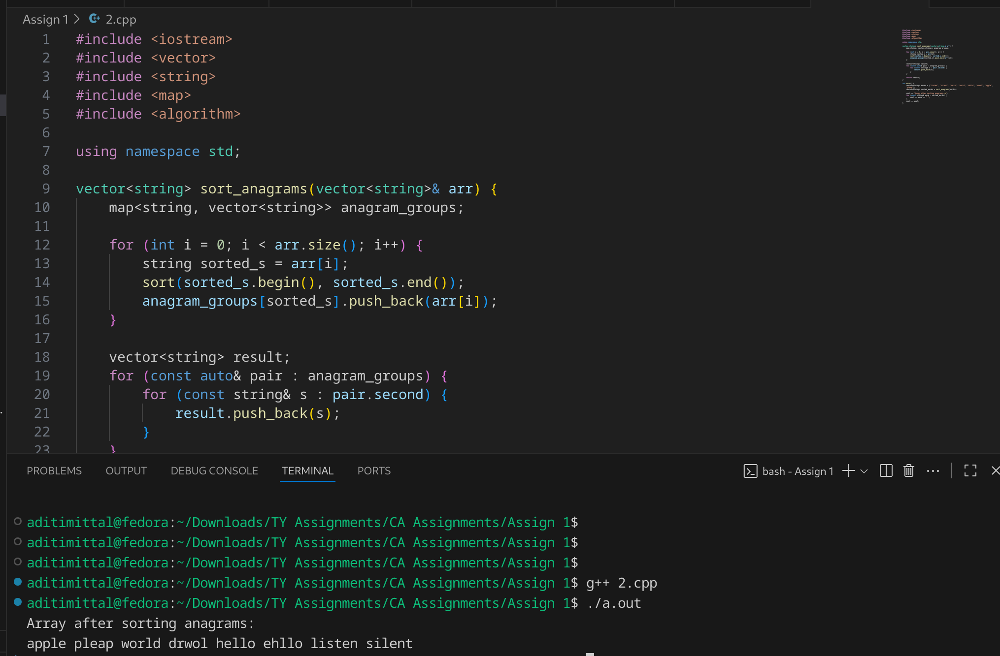 Assign 1 > 2.cpp
1 #include <iostream>
2 #include <vector>
3 #include <string>
4 #include <map>
5 #include <algorithm>
6
7 using namespace std;
8
9 vector<string> sort_anagrams(vector<string>& arr) {
10     map<string, vector<string>> anagram_groups;
11
12     for (int i = 0; i < arr.size(); i++) {
13         string sorted_s = arr[i];
14         sort(sorted_s.begin(), sorted_s.end());
15         anagram_groups[sorted_s].push_back(arr[i]);
16     }
17
18     vector<string> result;
19     for (const auto& pair : anagram_groups) {
20         for (const string& s : pair.second) {
21             result.push_back(s);
22         }
23     }
PROBLEMS OUTPUT DEBUG CONSOLE TERMINAL PORTS bash - Assign 1
aditimittal@fedora:~/Downloads/TY Assignments/CA Assignments/Assign 1$
aditimittal@fedora:~/Downloads/TY Assignments/CA Assignments/Assign 1$
aditimittal@fedora:~/Downloads/TY Assignments/CA Assignments/Assign 1$
aditimittal@fedora:~/Downloads/TY Assignments/CA Assignments/Assign 1$ g++ 2.cpp
aditimittal@fedora:~/Downloads/TY Assignments/CA Assignments/Assign 1$ ./a.out
Array after sorting anagrams:
apple pleap world drwol hello ehllo listen silent